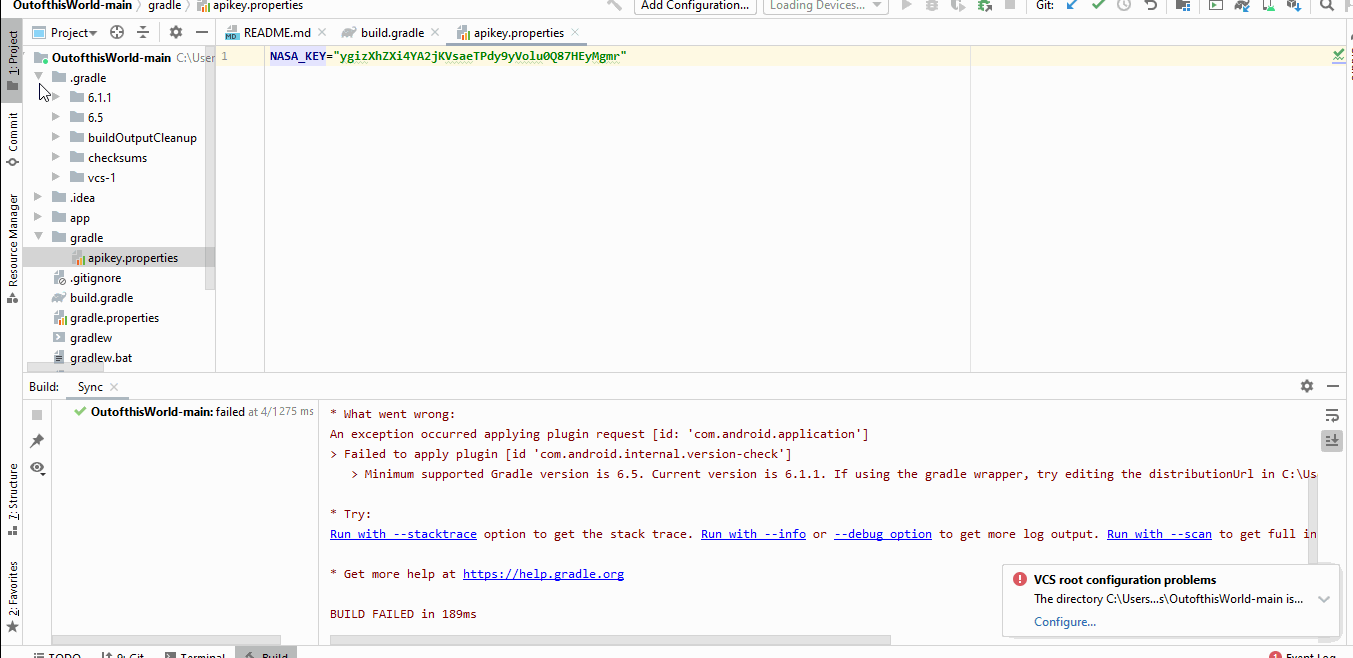 OutofthisWorld-main gradle apikey.properties
Add Configuration... Loading Devices... Git:
1: Project
Project
README.md build.gradle apikey.properties
OutofthisWorld-main C:\User
1 NASA_KEY="ygizXhZXi4YA2jKVsaeTPdy9yVolu0Q87HEyMgmr"
.gradle
6.1.1
6.5
buildOutputCleanup
checksums
vcs-1
.idea
app
gradle
apikey.properties
.gitignore
build.gradle
gradle.properties
gradlew
gradlew.bat
Commit
Resource Manager
7: Structure
2: Favorites
Build: Sync
OutofthisWorld-main: failed at 4/1 275 ms
* What went wrong:
An exception occurred applying plugin request [id: 'com.android.application']
> Failed to apply plugin [id 'com.android.internal.version-check']
> Minimum supported Gradle version is 6.5. Current version is 6.1.1. If using the gradle wrapper, try editing the distributionUrl in C:\Us
* Try:
Run with --stacktrace option to get the stack trace. Run with --info or --debug option to get more log output. Run with --scan to get full in
* Get more help at https://help.gradle.org
BUILD FAILED in 189ms
VCS root configuration problems
The directory C:\Users...s\OutofthisWorld-main is...
Configure...
TODO 9: Git Terminal Build Event Log